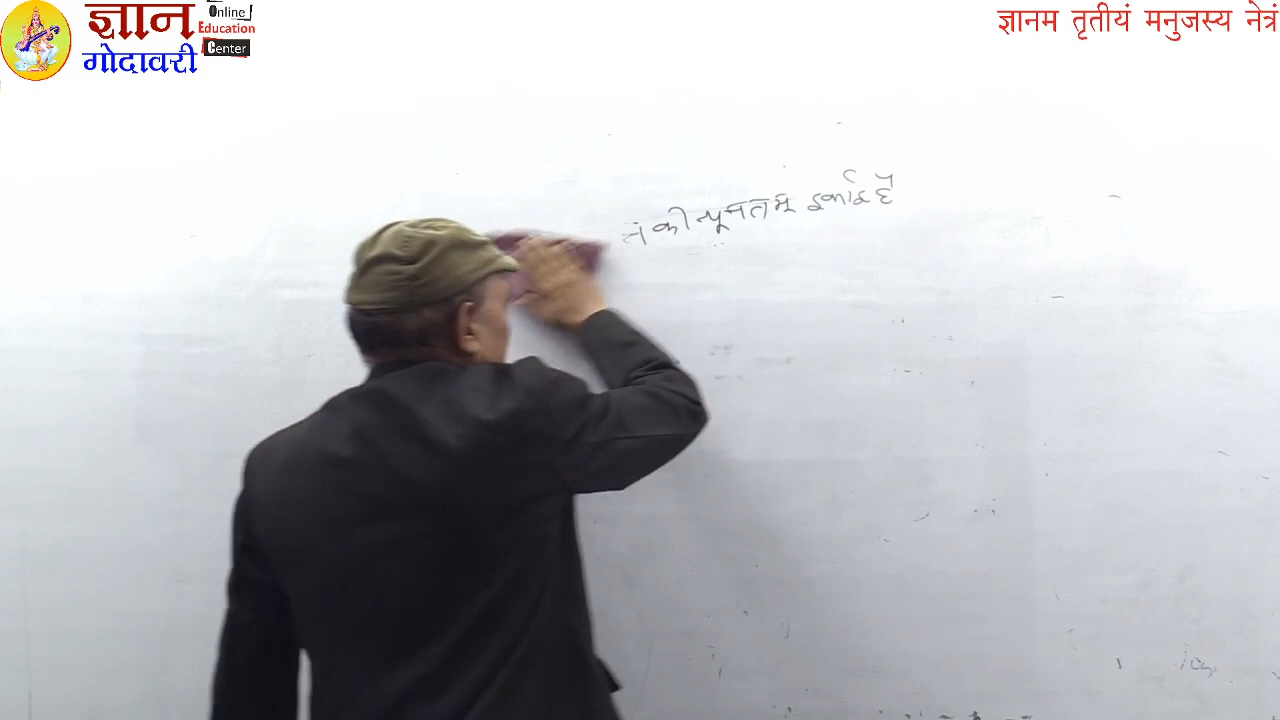 ज्ञान
गोदावरी
Online
Education
Center
ज्ञानम तृतीयं मनुजस्य नेत्रं
की न्यूनतम् इकाई है